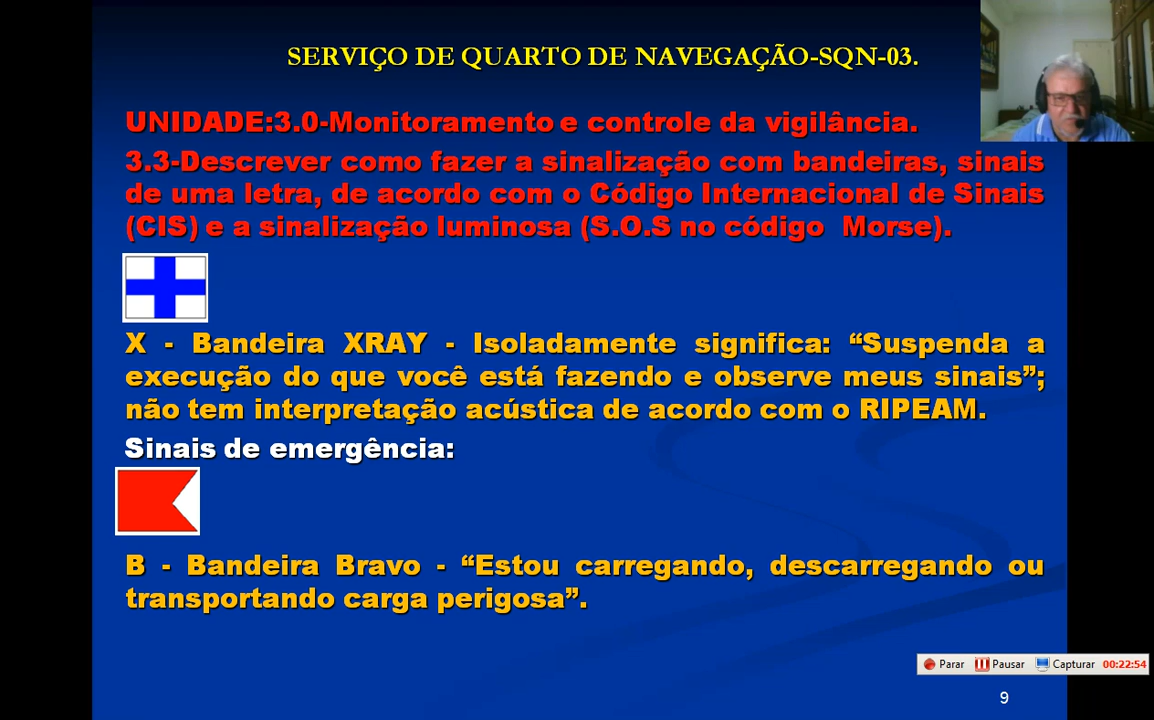 SERVIÇO DE QUARTO DE NAVEGAÇÃO-SQN-03.
UNIDADE:3.0-Monitoramento e controle da vigilância.
3.3-Descrever como fazer a sinalização com bandeiras, sinais
de uma letra, de acordo com o Código Internacional de Sinais
(CIS) e a sinalização luminosa (S.O.S no código Morse).
X - Bandeira XRAY - Isoladamente significa: “Suspenda a
execução do que você está fazendo e observe meus sinais”;
não tem interpretação acústica de acordo com o RIPEAM.
Sinais de emergência:
B - Bandeira Bravo - “Estou carregando, descarregando ou
transportando carga perigosa”.
Parar Pausar Capturar 00:22:54
9